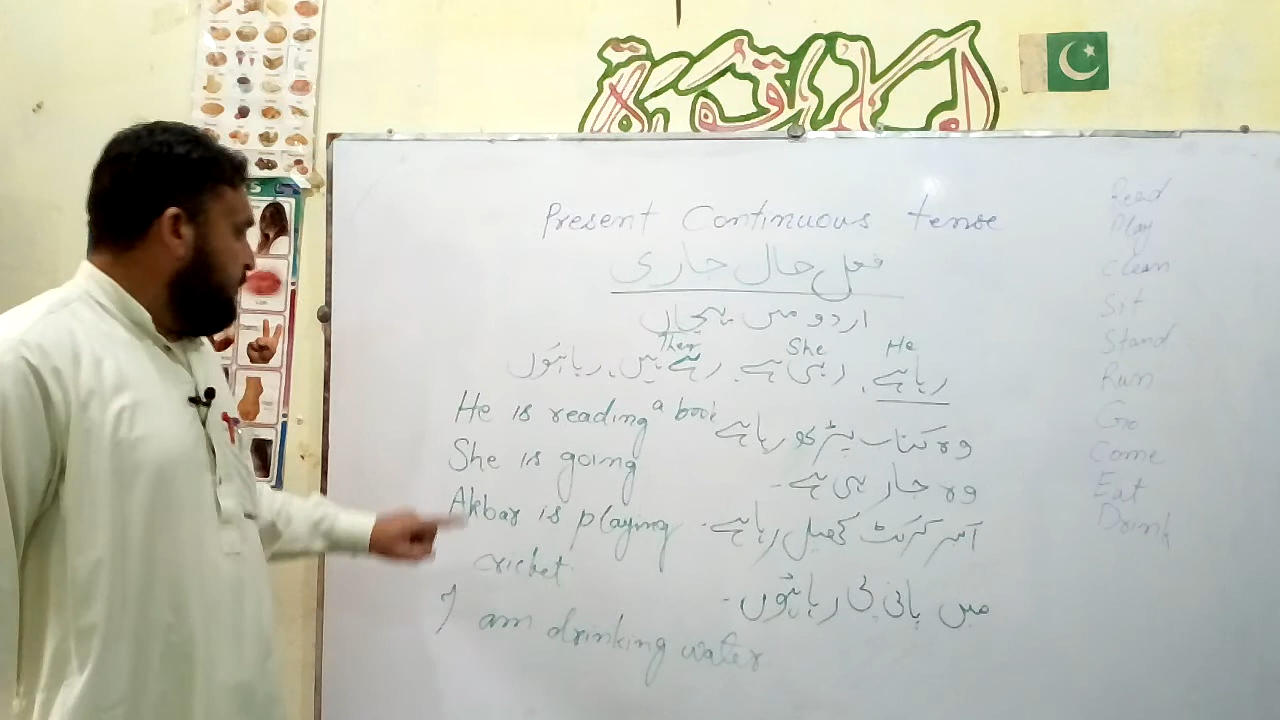 Present Continuous tense
فعل حال جاری
اردو میں پہچان
He She They
رہا ہے، رہی ہے، رہے ہیں، رہا ہوں
He is reading a book
وہ کتاب پڑھ رہا ہے
She is going
وہ جا رہی ہے۔
Akbar is playing
کرکٹ کھیل رہا ہے۔
cricket
I am drinking water
میں پانی پی رہا ہوں۔
Read
Play
Clean
Sit
Stand
Run
Go
Come
Eat
Drink